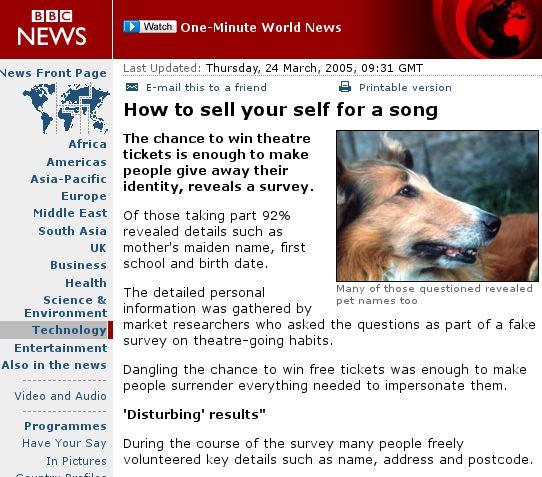 BBC
NEWS
Watch One-Minute World News
News Front Page
Africa
Americas
Asia-Pacific
Europe
Middle East
South Asia
UK
Business
Health
Science &
Environment
Technology
Entertainment
Also in the news
Video and Audio
Programmes
Have Your Say
In Pictures
Country Profiles
Last Updated: Thursday, 24 March, 2005, 09:31 GMT
E-mail this to a friend
Printable version
How to sell your self for a song
The chance to win theatre
tickets is enough to make
people give away their
identity, reveals a survey.
Of those taking part 92%
revealed details such as
mother's maiden name, first
school and birth date.
Many of those questioned revealed
pet names too
The detailed personal
information was gathered by
market researchers who asked the questions as part of a fake
survey on theatre-going habits.
Dangling the chance to win free tickets was enough to make
people surrender everything needed to impersonate them.
'Disturbing' results"
During the course of the survey many people freely
volunteered key details such as name, address and postcode.